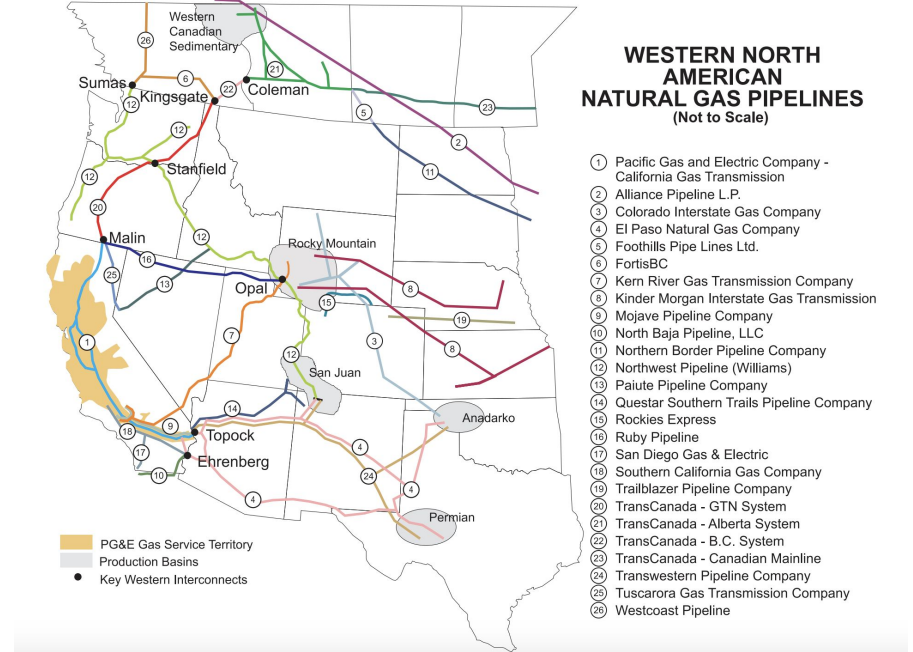 WESTERN NORTH
AMERICAN
NATURAL GAS PIPELINES
(Not to Scale)
1 Pacific Gas and Electric Company -
California Gas Transmission
2 Alliance Pipeline L.P.
3 Colorado Interstate Gas Company
4 El Paso Natural Gas Company
5 Foothills Pipe Lines Ltd.
6 FortisBC
7 Kern River Gas Transmission Company
8 Kinder Morgan Interstate Gas Transmission
9 Mojave Pipeline Company
10 North Baja Pipeline, LLC
11 Northern Border Pipeline Company
12 Northwest Pipeline (Williams)
13 Paiute Pipeline Company
14 Questar Southern Trails Pipeline Company
15 Rockies Express
16 Ruby Pipeline
17 San Diego Gas & Electric
18 Southern California Gas Company
19 Trailblazer Pipeline Company
20 TransCanada - GTN System
21 TransCanada - Alberta System
22 TransCanada - B.C. System
23 TransCanada - Canadian Mainline
24 Transwestern Pipeline Company
25 Tuscarora Gas Transmission Company
26 Westcoast Pipeline
Western
Canadian
Sedimentary
26
21
6
22
Sumas
Kingsgate
Coleman
12
5
23
12
2
Stanfield
11
12
20
Malin
12
Rocky Mountain
16
25
13
Opal
8
15
19
7
3
1
12
8
San Juan
14
9
18
Topock
Anadarko
17
4
Ehrenberg
24
10
4
4
Permian
PG&E Gas Service Territory
Production Basins
Key Western Interconnects